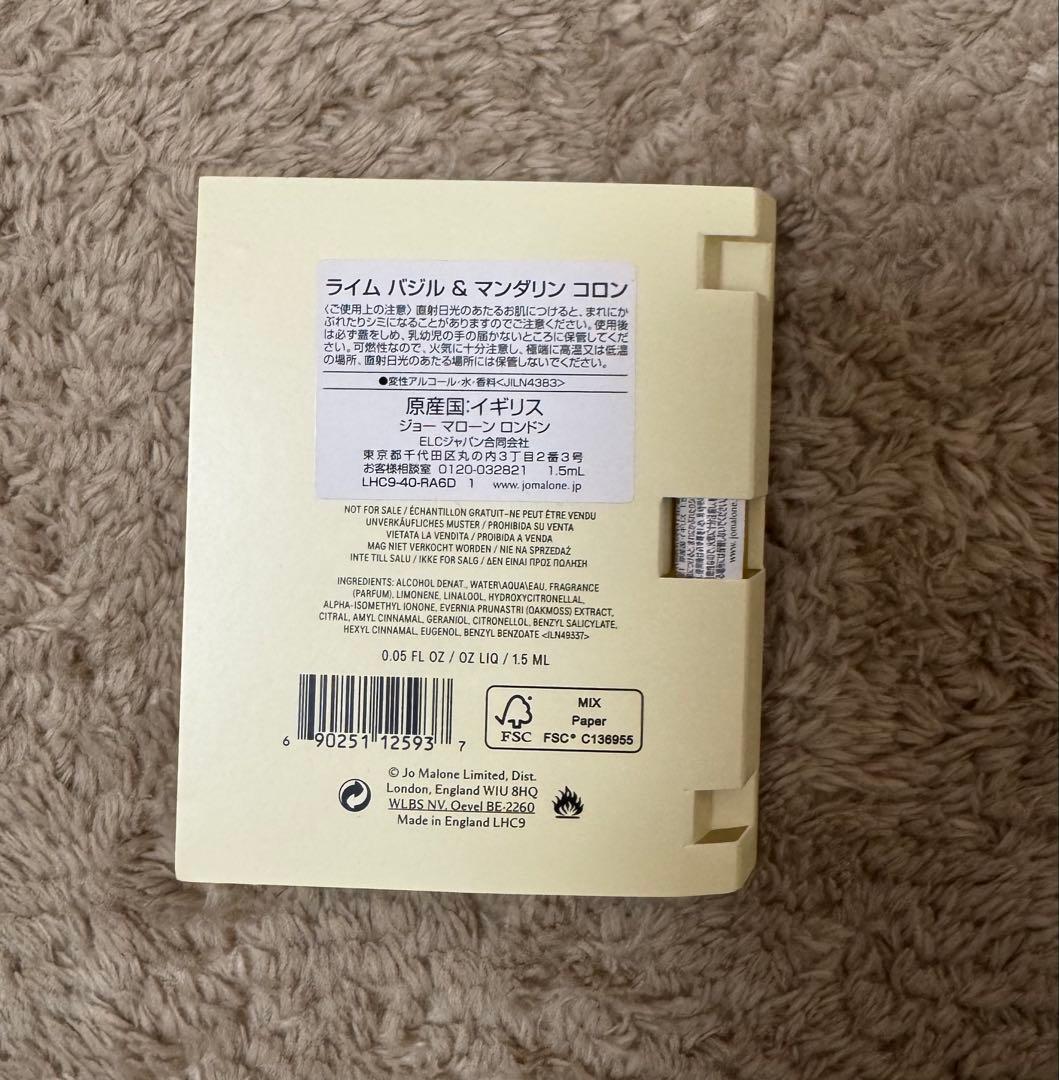 ライム バジル & マンダリン コロン
〈ご使用上の注意〉直射日光のあたるお肌につけると、まれにか
ぶれたりシミになることがありますのでご注意ください。使用後
は必ず蓋をしめ、乳幼児の手の届かないところに保管してくだ
さい。可燃性なので、火気に十分注意し、極端に高温又は低温
の場所、直射日光のあたる場所には保管しないでください。
●変性アルコール・水・香料<JILN4383>
原産国:イギリス
ジョー マローン ロンドン
ELCジャパン合同会社
東京都千代田区丸の内3丁目2番3号
お客様相談室 0120-032821 1.5mL
LHC9-40-RA6D 1 www.jomalone.jp
NOT FOR SALE / ÉCHANTILLON GRATUIT–NE PEUT ÊTRE VENDU
UNVERKÄUFLICHES MUSTER / PROHIBIDA SU VENTA
VIETATA LA VENDITA / PROIBIDA A VENDA
MAG NIET VERKOCHT WORDEN / NIE NA SPRZEDAŻ
INTE TILL SALU / IKKE FOR SALG / ΔΕΝ ΕΙΝΑΙ ΠΡΟΣ ΠΩΛΗΣΗ
INGREDIENTS: ALCOHOL DENAT., WATER\AQUA\EAU, FRAGRANCE
(PARFUM), LIMONENE, LINALOOL, HYDROXYCITRONELLAL,
ALPHA-ISOMETHYL IONONE, EVERNIA PRUNASTRI (OAKMOSS) EXTRACT,
CITRAL, AMYL CINNAMAL, GERANIOL, CITRONELLOL, BENZYL SALICYLATE,
HEXYL CINNAMAL, EUGENOL, BENZYL BENZOATE <ILN49337>
0.05 FL OZ / OZ LIQ / 1.5 ML
6 90251 12593 7
FSC
MIX
Paper
FSC® C136955
© Jo Malone Limited, Dist.
London, England W1U 8HQ
WLBS NV, Oevel BE-2260
Made in England LHC9
www.jomalone.